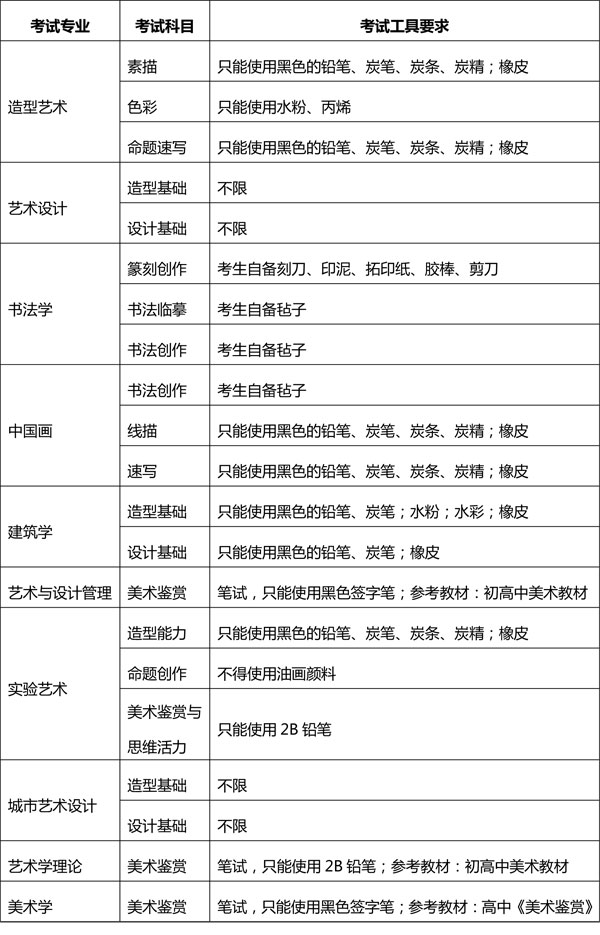 考试专业 考试科目 考试工具要求
造型艺术 素描 只能使用黑色的铅笔、炭笔、炭条、炭精；橡皮
色彩 只能使用水粉、丙烯
命题速写 只能使用黑色的铅笔、炭笔、炭条、炭精；橡皮
艺术设计 造型基础 不限
设计基础 不限
书法学 篆刻创作 考生自备刻刀、印泥、拓印纸、胶棒、剪刀
书法临摹 考生自备毡子
书法创作 考生自备毡子
中国画 书法创作 考生自备毡子
线描 只能使用黑色的铅笔、炭笔、炭条、炭精；橡皮
速写 只能使用黑色的铅笔、炭笔、炭条、炭精；橡皮
建筑学 造型基础 只能使用黑色的铅笔、炭笔；水粉；水彩；橡皮
设计基础 只能使用黑色的铅笔、炭笔；橡皮
艺术与设计管理 美术鉴赏 笔试，只能使用黑色签字笔；参考教材：初高中美术教材
实验艺术 造型能力 只能使用黑色的铅笔、炭笔、炭条、炭精；橡皮
命题创作 不得使用油画颜料
美术鉴赏与
思维活力 只能使用 2B 铅笔
城市艺术设计 造型基础 不限
设计基础 不限
艺术学理论 美术鉴赏 笔试，只能使用 2B 铅笔；参考教材：初高中美术教材
美术学 美术鉴赏 笔试，只能使用黑色签字笔；参考教材：高中《美术鉴赏》